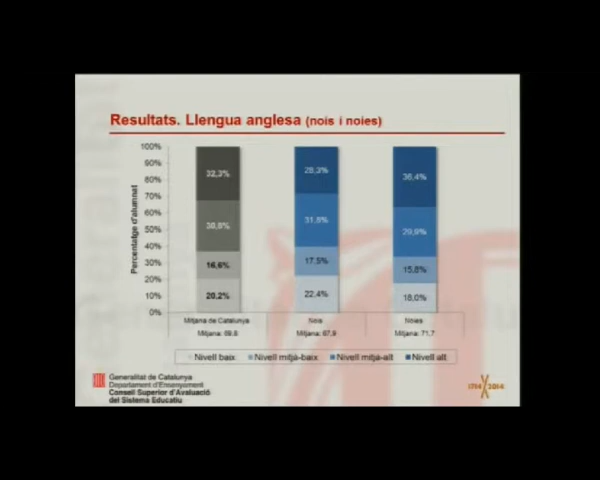 Resultats. Llengua anglesa (nois i noies)
Percentatge d'alumnat
100%
90%
80%
70%
60%
50%
40%
30%
20%
10%
0%
32,3%
30,8%
16,6%
20,2%
28,3%
31,8%
17,5%
22,4%
36,4%
29,9%
15,8%
18,0%
Mitjana de Catalunya
Nois
Noies
Mitjana: 69,8
Mitjana: 67,9
Mitjana: 71,7
Nivell baix
Nivell mitjà-baix
Nivell mitjà-alt
Nivell alt
Generalitat de Catalunya
Departament d'Ensenyament
Consell Superior d'Avaluació
del Sistema Educatiu
1714 2014